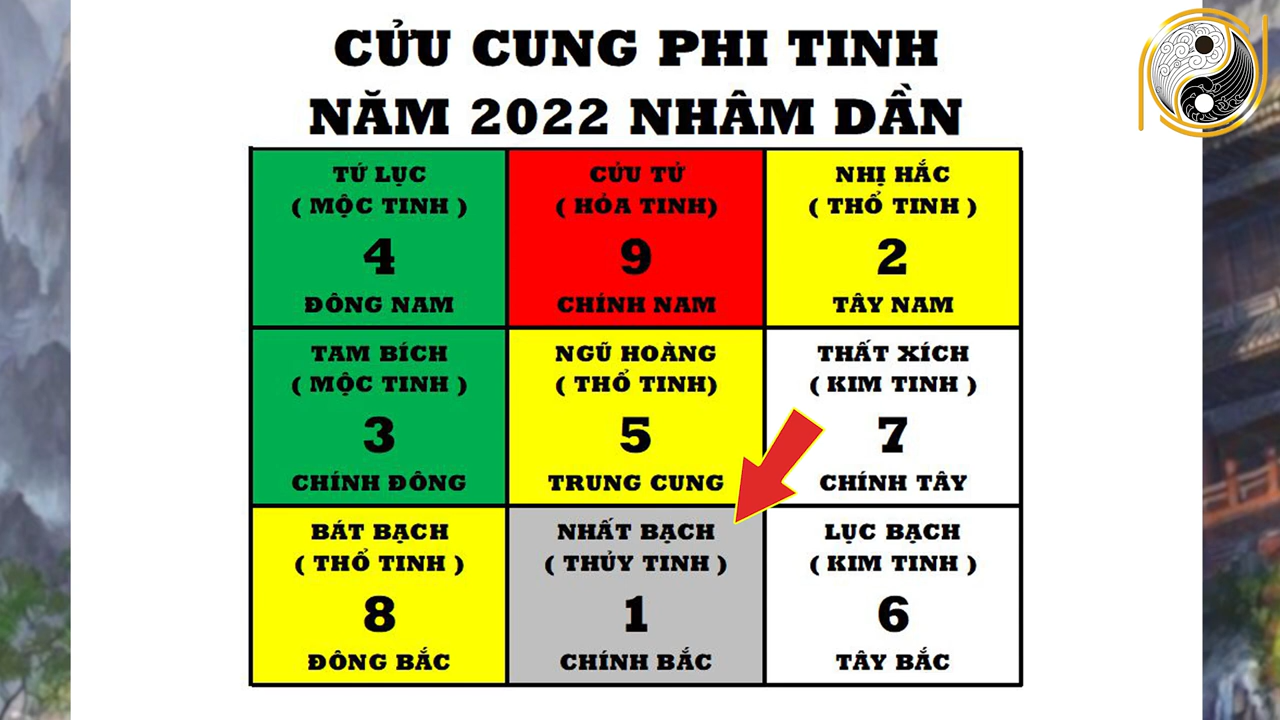 CỬU CUNG PHI TINH
NĂM 2022 NHÂM DẦN
TỨ LỤC
( MỘC TINH )
4
ĐÔNG NAM
CỬU TỬ
( HỎA TINH)
9
CHÍNH NAM
NHỊ HẮC
( THỔ TINH )
2
TÂY NAM
TAM BÍCH
( MỘC TINH )
3
CHÍNH ĐÔNG
NGŨ HOÀNG
( THỔ TINH)
5
TRUNG CUNG
THẤT XÍCH
( KIM TINH )
7
CHÍNH TÂY
BÁT BẠCH
( THỔ TINH )
8
ĐÔNG BẮC
NHẤT BẠCH
( THỦY TINH )
1
CHÍNH BẮC
LỤC BẠCH
( KIM TINH )
6
TÂY BẮC